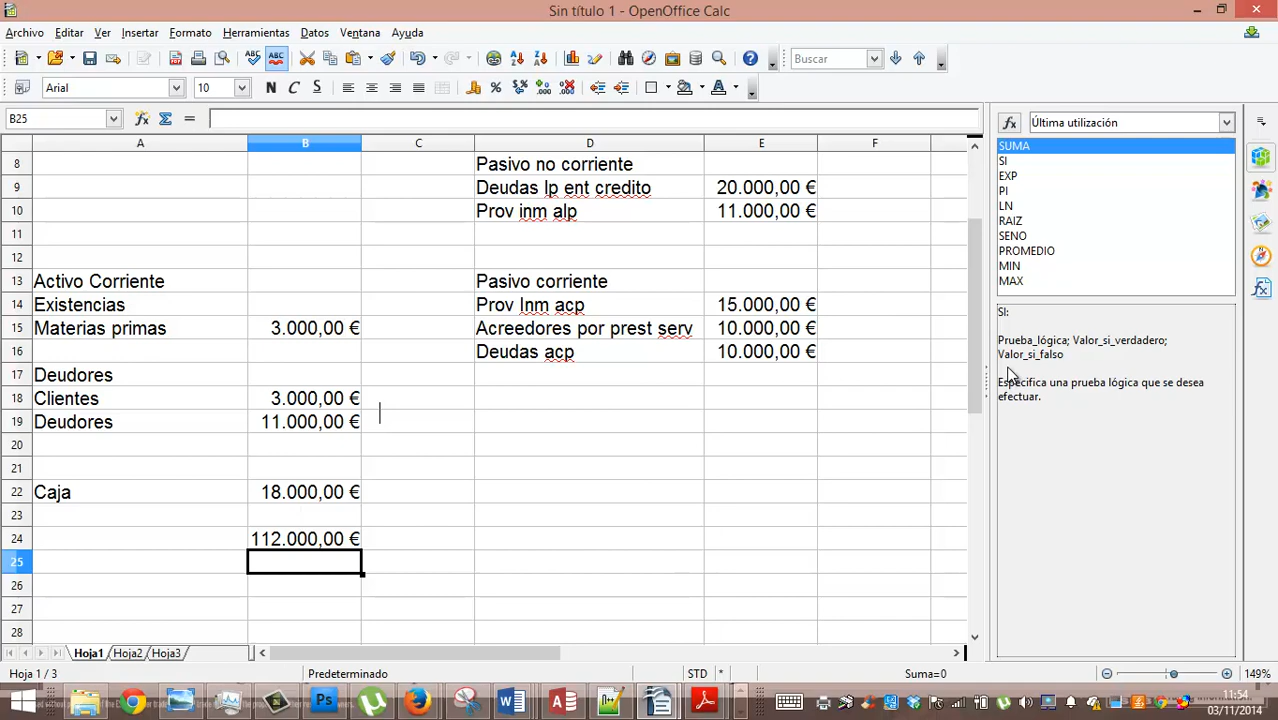 Sin título 1 - OpenOffice Calc
Archivo Editar Ver Insertar Formato Herramientas Datos Ventana Ayuda
Buscar
Arial 10 N C S
B25
Última utilización
A B C D E F
SUMA
SI
EXP
PI
LN
RAIZ
SENO
PROMEDIO
MIN
MAX
8 Pasivo no corriente
9 Deudas lp ent credito 20.000,00 €
10 Prov inm alp 11.000,00 €
11
12
13 Activo Corriente Pasivo corriente
14 Existencias Prov Inm acp 15.000,00 €
15 Materias primas 3.000,00 € Acreedores por prest serv 10.000,00 €
16 Deudas acp 10.000,00 €
17 Deudores
18 Clientes 3.000,00 €
19 Deudores 11.000,00 €
20
21
22 Caja 18.000,00 €
23
24 112.000,00 €
25
26
27
28
SI:
Prueba_lógica; Valor_si_verdadero;
Valor_si_falso
Especifica una prueba lógica que se desea
efectuar.
Hoja1 Hoja2 Hoja3
Hoja 1 / 3 Predeterminado STD * Suma=0 149%
11:54
03/11/2014